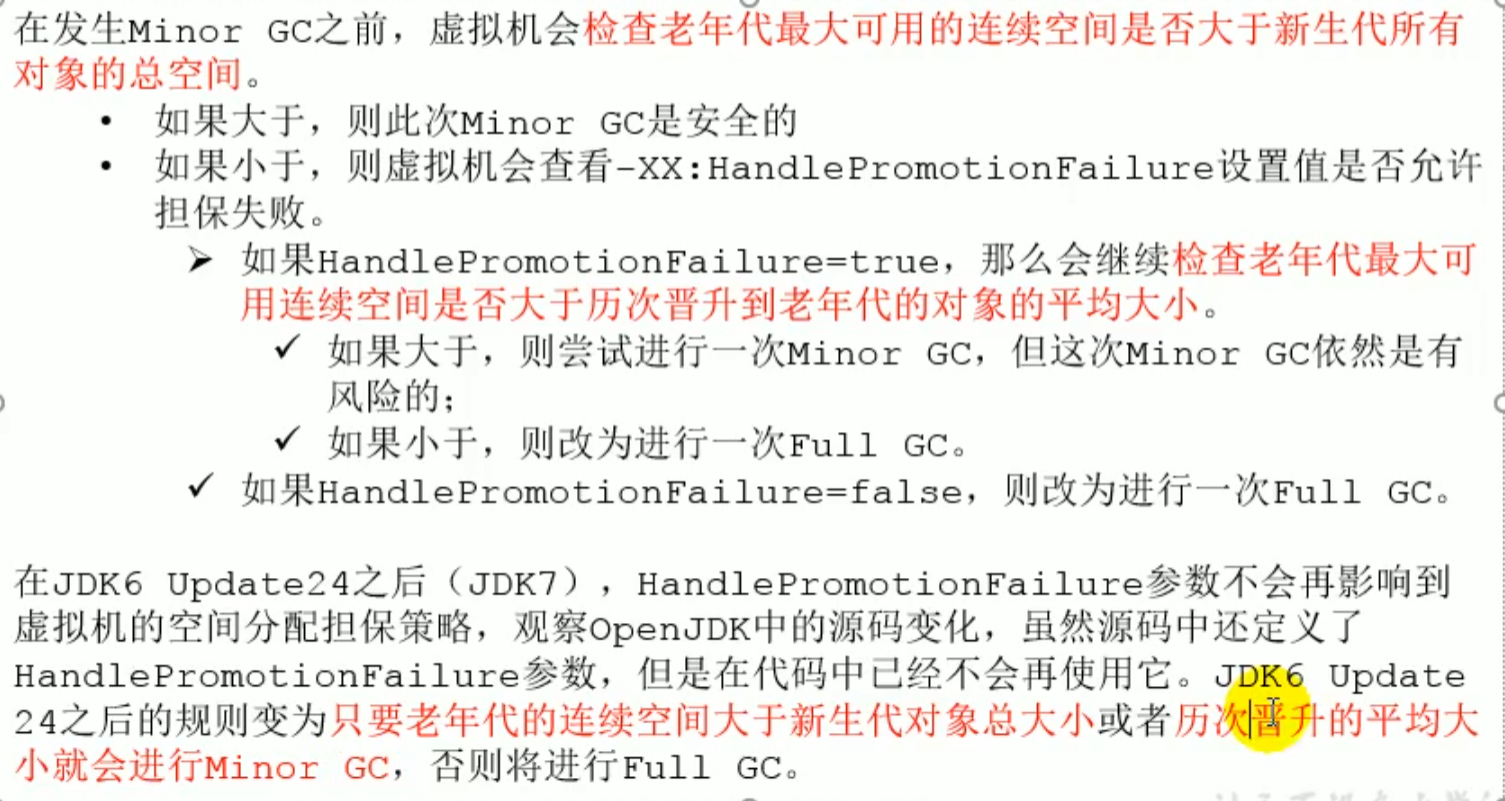 在发生Minor GC之前，虚拟机会检查老年代最大可用的连续空间是否大于新生代所有
对象的总空间。
• 如果大于，则此次Minor GC是安全的
• 如果小于，则虚拟机会查看-XX:HandlePromotionFailure设置值是否允许
担保失败。
➢ 如果HandlePromotionFailure=true，那么会继续检查老年代最大可
用连续空间是否大于历次晋升到老年代的对象的平均大小。
✓ 如果大于，则尝试进行一次Minor GC，但这次Minor GC依然是有
风险的；
✓ 如果小于，则改为进行一次Full GC。
✓ 如果HandlePromotionFailure=false，则改为进行一次Full GC。
在JDK6 Update24之后（JDK7），HandlePromotionFailure参数不会再影响到
虚拟机的空间分配担保策略，观察OpenJDK中的源码变化，虽然源码中还定义了
HandlePromotionFailure参数，但是在代码中已经不会再使用它。JDK6 Update
24之后的规则变为只要老年代的连续空间大于新生代对象总大小或者历次晋升的平均大
小就会进行Minor GC，否则将进行Full GC。